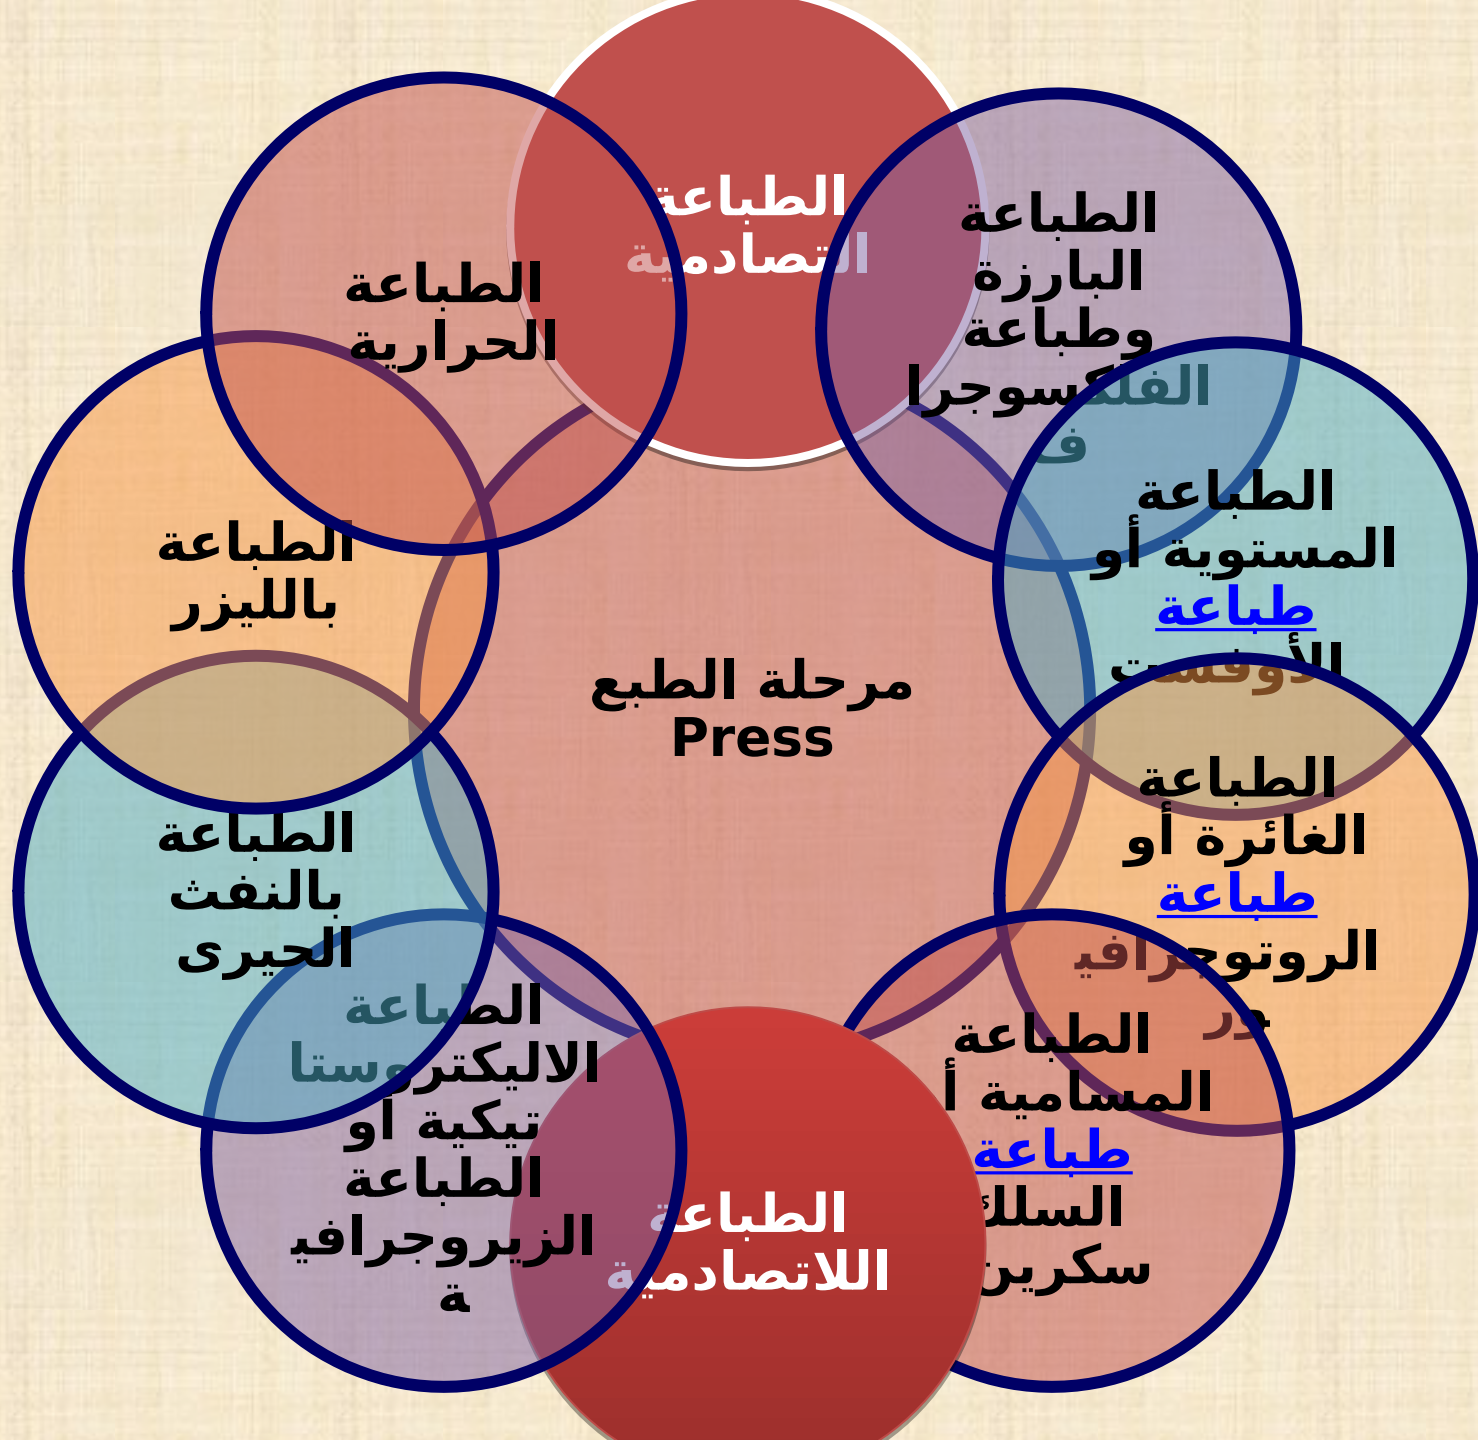 الطباعة
التصادمية
الطباعة
البارزة
وطباعة
الفلكسوجرا
ف
الطباعة
المستوية أو
طباعة
الأوفست
الطباعة
الغائرة أو
طباعة
الروتوجرافي
ور
الطباعة
المسامية أ
طباعة
السلك
سكرين
الطباعة
اللاتصادمية
الطباعة
الاليكتروستا
تيكية او
الطباعة
الزيروجرافي
ة
الطباعة
بالنفث
الحيرى
الطباعة
بالليزر
الطباعة
الحرارية
مرحلة الطبع
Press